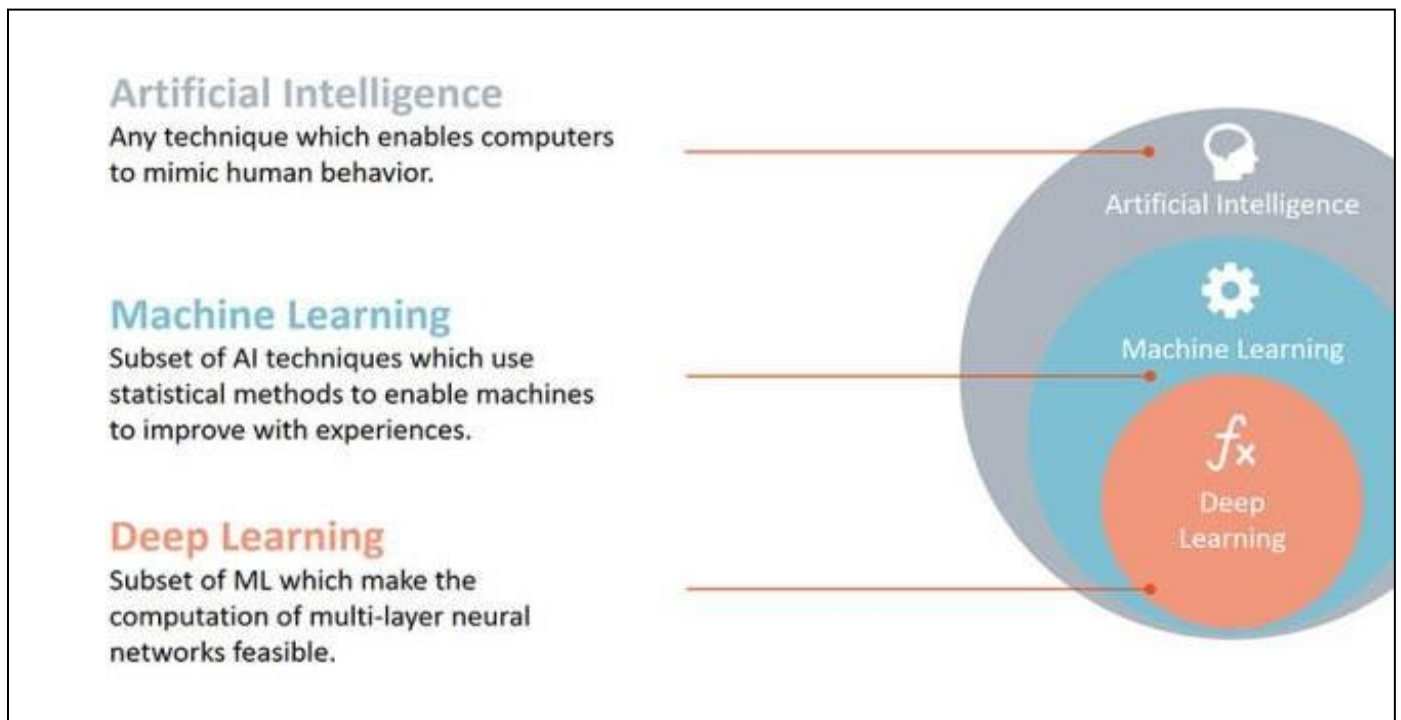 Artificial Intelligence
Any technique which enables computers
to mimic human behavior.
Machine Learning
Subset of AI techniques which use
statistical methods to enable machines
to improve with experiences.
Deep Learning
Subset of ML which make the
computation of multi-layer neural
networks feasible.
Artificial Intelligence
Machine Learning
fx
Deep
Learning